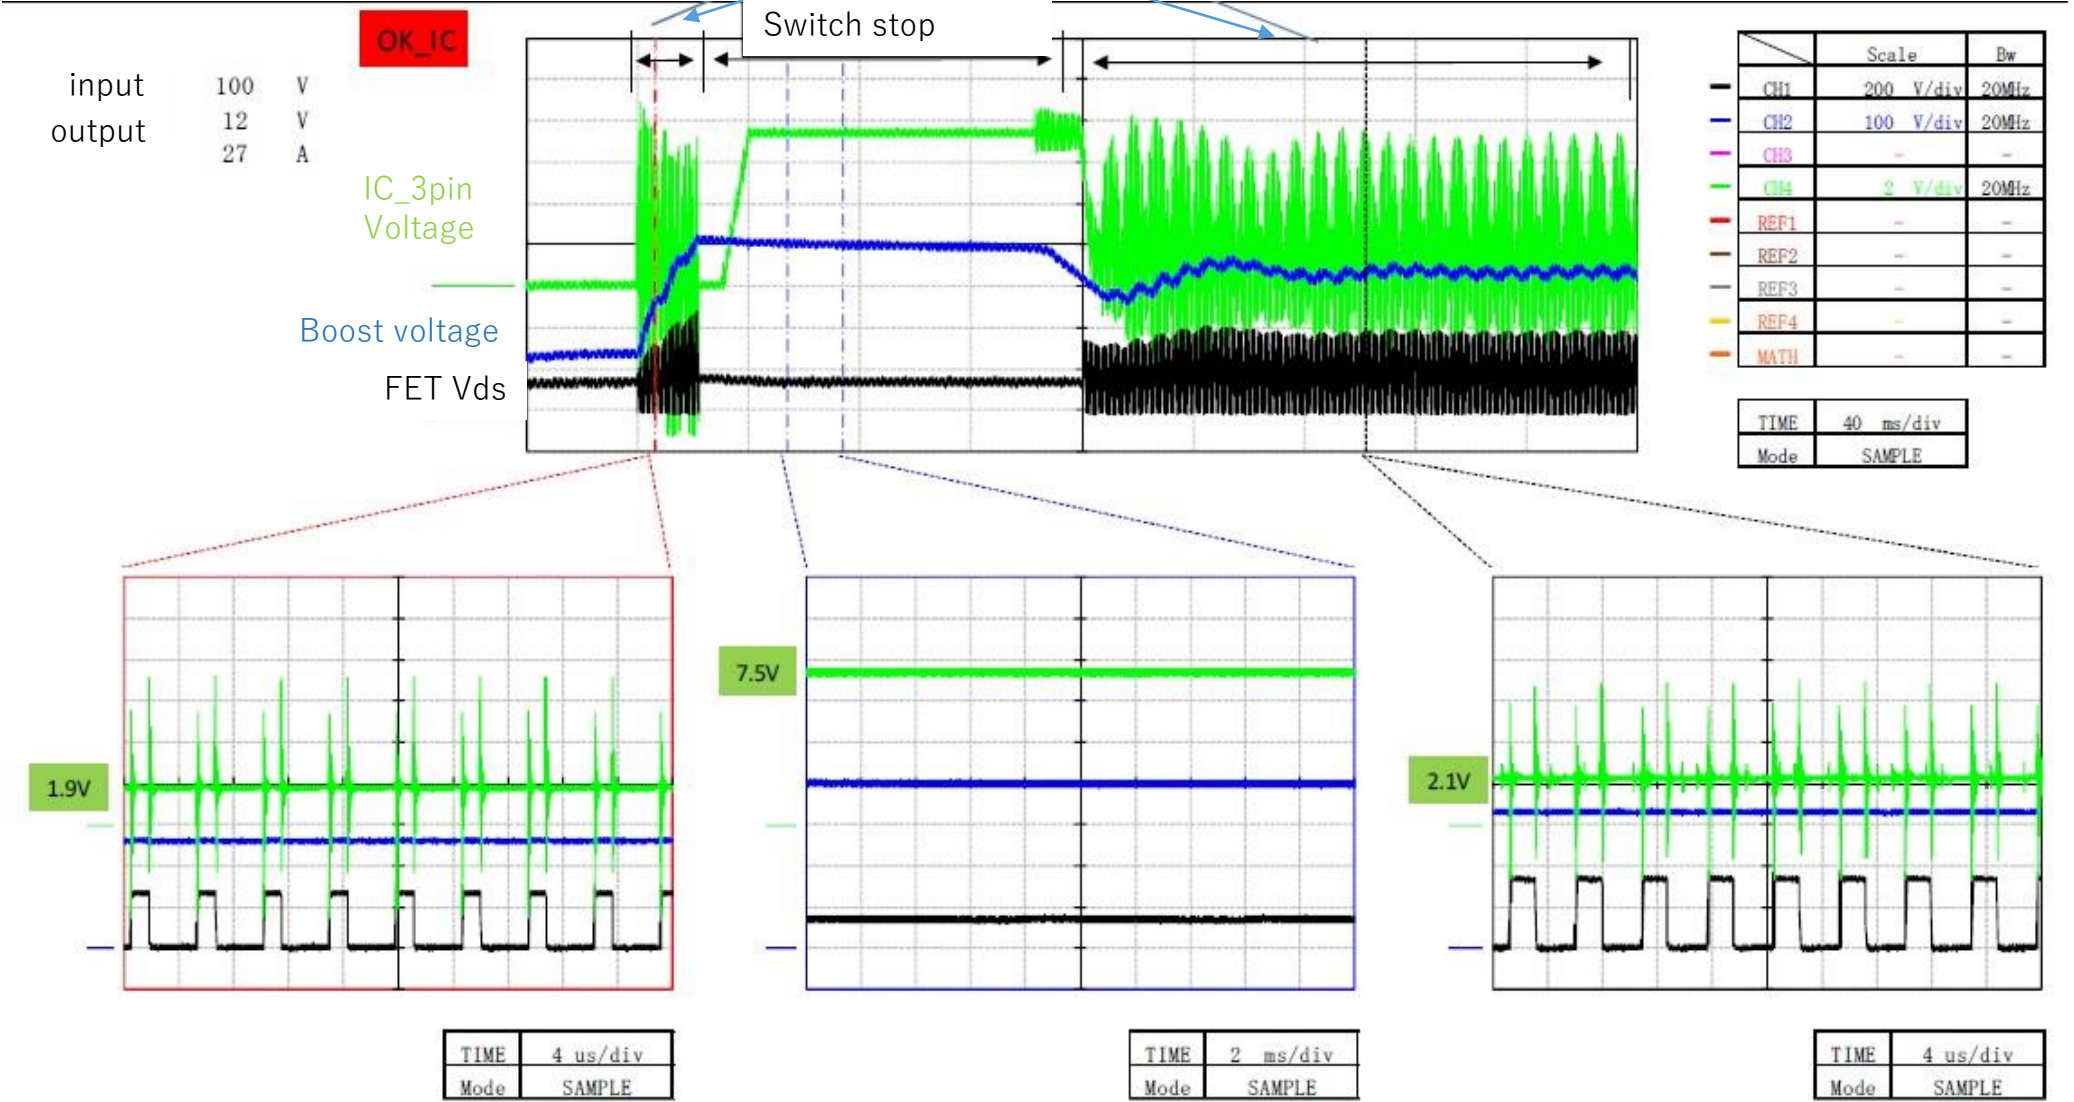 Switch stop
OK_IC
input 100 V
output 12 V
27 A
IC_3pin
Voltage
Boost voltage
FET Vds
Scale Bw
CH1 200 V/div 20MHz
CH2 100 V/div 20MHz
CH3 - -
CH4 2 V/div 20MHz
REF1 - -
REF2 - -
REF3 - -
REF4 - -
MATH - -
TIME 40 ms/div
Mode SAMPLE
1.9V
7.5V
2.1V
TIME 4 us/div
Mode SAMPLE
TIME 2 ms/div
Mode SAMPLE
TIME 4 us/div
Mode SAMPLE